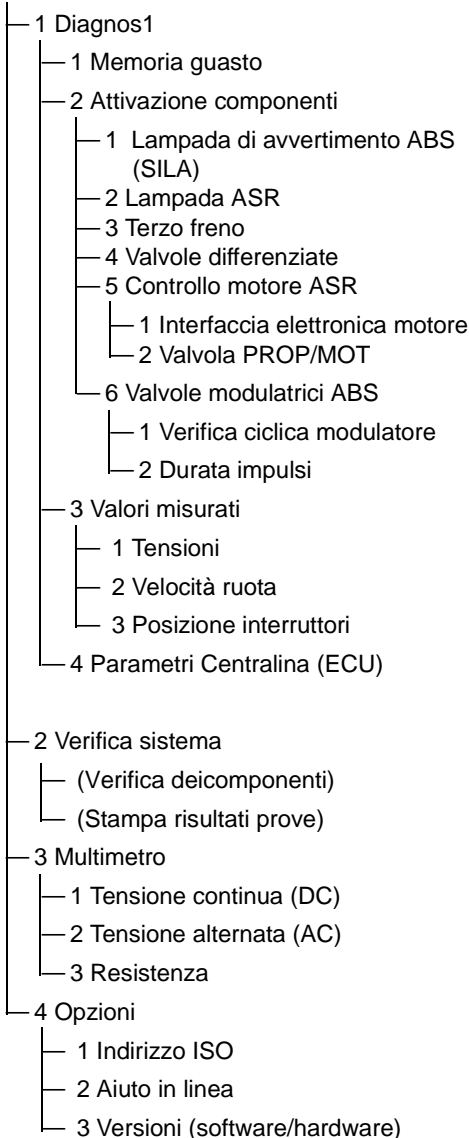 1 Diagnos1
1 Memoria guasto
2 Attivazione componenti
1 Lampada di avvertimento ABS
(SILA)
2 Lampada ASR
3 Terzo freno
4 Valvole differenziate
5 Controllo motore ASR
1 Interfaccia elettronica motore
2 Valvola PROP/MOT
6 Valvole modulatrici ABS
1 Verifica ciclica modulatore
2 Durata impulsi
3 Valori misurati
1 Tensioni
2 Velocità ruota
3 Posizione interruttori
4 Parametri Centralina (ECU)
2 Verifica sistema
(Verifica deicomponenti)
(Stampa risultati prove)
3 Multimetro
1 Tensione continua (DC)
2 Tensione alternata (AC)
3 Resistenza
4 Opzioni
1 Indirizzo ISO
2 Aiuto in linea
3 Versioni (software/hardware)